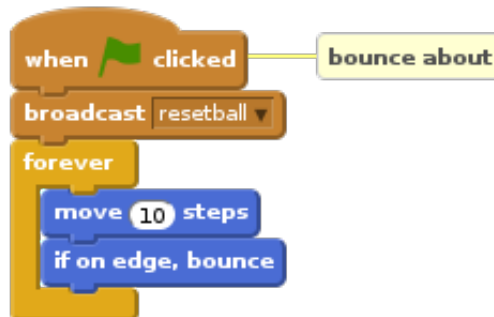 when clicked
bounce about
broadcast resetball
forever
move 10 steps
if on edge, bounce